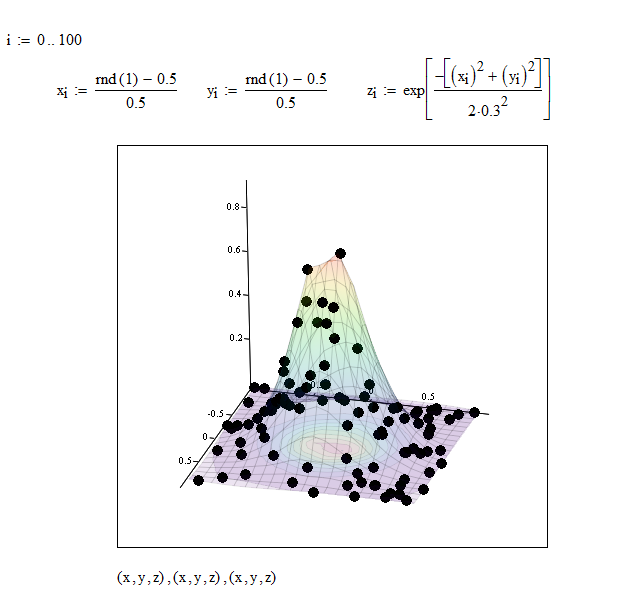 i := 0..100
xi := rnd(1) − 0.5 / 0.5 yi := rnd(1) − 0.5 / 0.5 zi := exp[−[(xi)^2 + (yi)^2] / 2·0.3^2]
0.8
0.6
0.4
0.2
0.5
-0.5
0
0.5
(x,y,z),(x,y,z),(x,y,z)